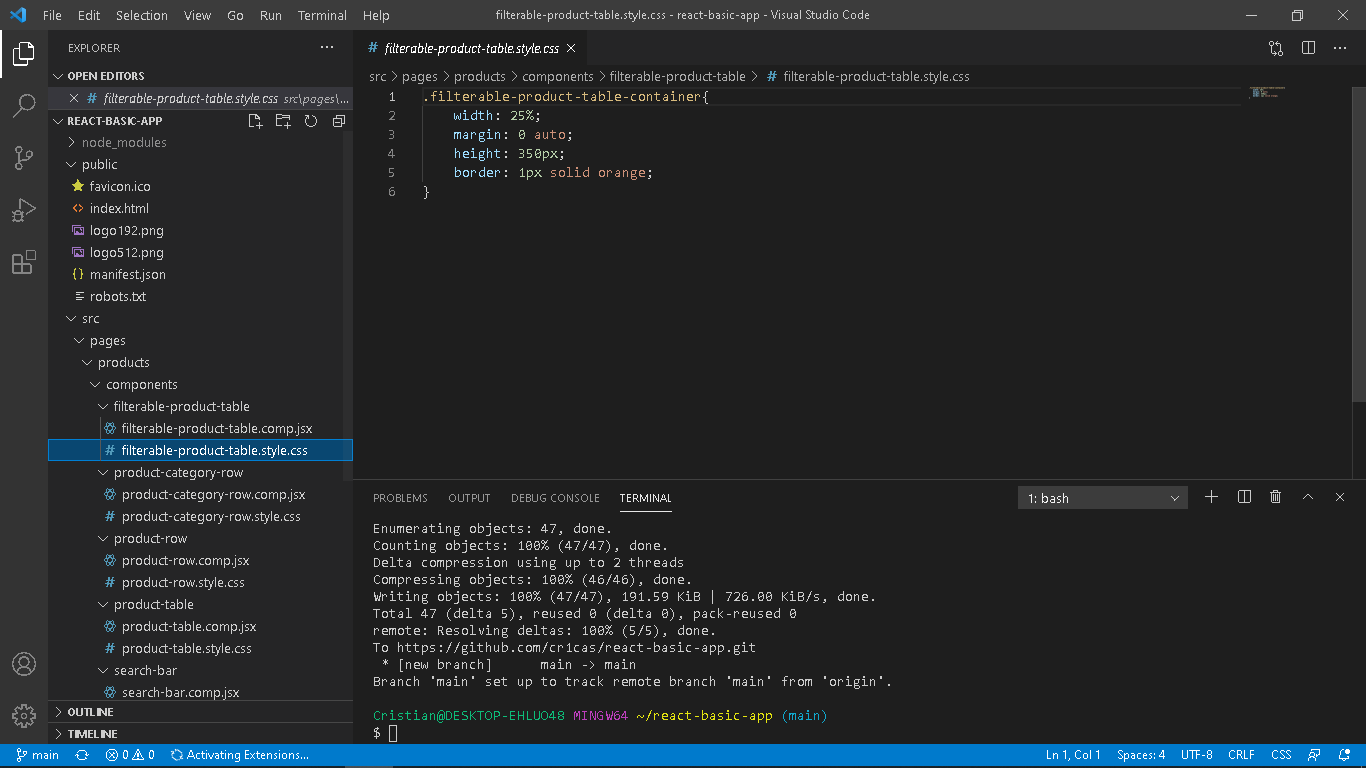 File Edit Selection View Go Run Terminal Help
filterable-product-table.style.css - react-basic-app - Visual Studio Code
EXPLORER
OPEN EDITORS
# filterable-product-table.style.css src\pages\...
REACT-BASIC-APP
node_modules
public
favicon.ico
index.html
logo192.png
logo512.png
manifest.json
robots.txt
src
pages
products
components
filterable-product-table
filterable-product-table.comp.jsx
# filterable-product-table.style.css
product-category-row
product-category-row.comp.jsx
# product-category-row.style.css
product-row
product-row.comp.jsx
# product-row.style.css
product-table
product-table.comp.jsx
# product-table.style.css
search-bar
search-bar.comp.jsx
OUTLINE
TIMELINE
# filterable-product-table.style.css
src > pages > products > components > filterable-product-table > # filterable-product-table.style.css
1 .filterable-product-table-container{
2 width: 25%;
3 margin: 0 auto;
4 height: 350px;
5 border: 1px solid orange;
6 }
PROBLEMS OUTPUT DEBUG CONSOLE TERMINAL
1: bash
Enumerating objects: 47, done.
Counting objects: 100% (47/47), done.
Delta compression using up to 2 threads
Compressing objects: 100% (46/46), done.
Writing objects: 100% (47/47), 191.59 KiB | 726.00 KiB/s, done.
Total 47 (delta 5), reused 0 (delta 0), pack-reused 0
remote: Resolving deltas: 100% (5/5), done.
To https://github.com/cr1cas/react-basic-app.git
* [new branch] main -> main
Branch 'main' set up to track remote branch 'main' from 'origin'.
Cristian@DESKTOP-EHLUO48 MINGW64 ~/react-basic-app (main)
$
main 0 0 Activating Extensions... Ln 1, Col 1 Spaces: 4 UTF-8 CRLF CSS